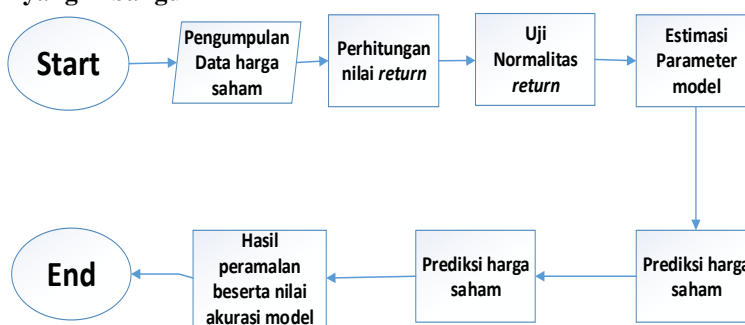 Start
Pengumpulan
Data harga
saham
Perhitungan
nilai return
Uji
Normalitas
return
Estimasi
Parameter
model
Prediksi harga
saham
Prediksi harga
saham
Hasil
peramalan
beserta nilai
akurasi model
End